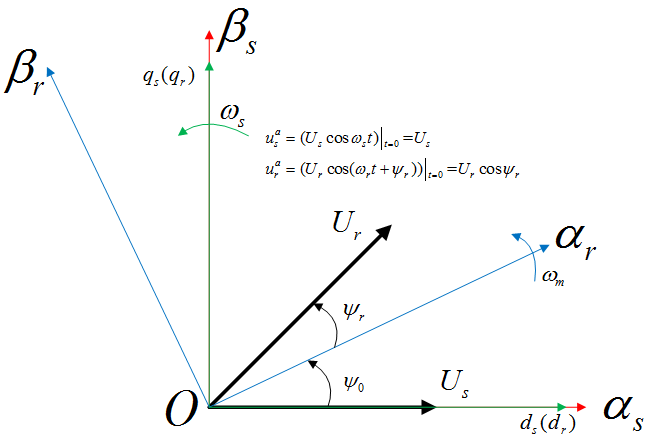 β_s
β_r
q_s(q_r)
ω_s
u_s^a = (U_s cos ω_s t)|_{t=0} = U_s
u_r^a = (U_r cos(ω_r t + ψ_r))|_{t=0} = U_r cos ψ_r
U_r
α_r
ω_m
ψ_r
ψ_0
U_s
O
α_s
d_s(d_r)